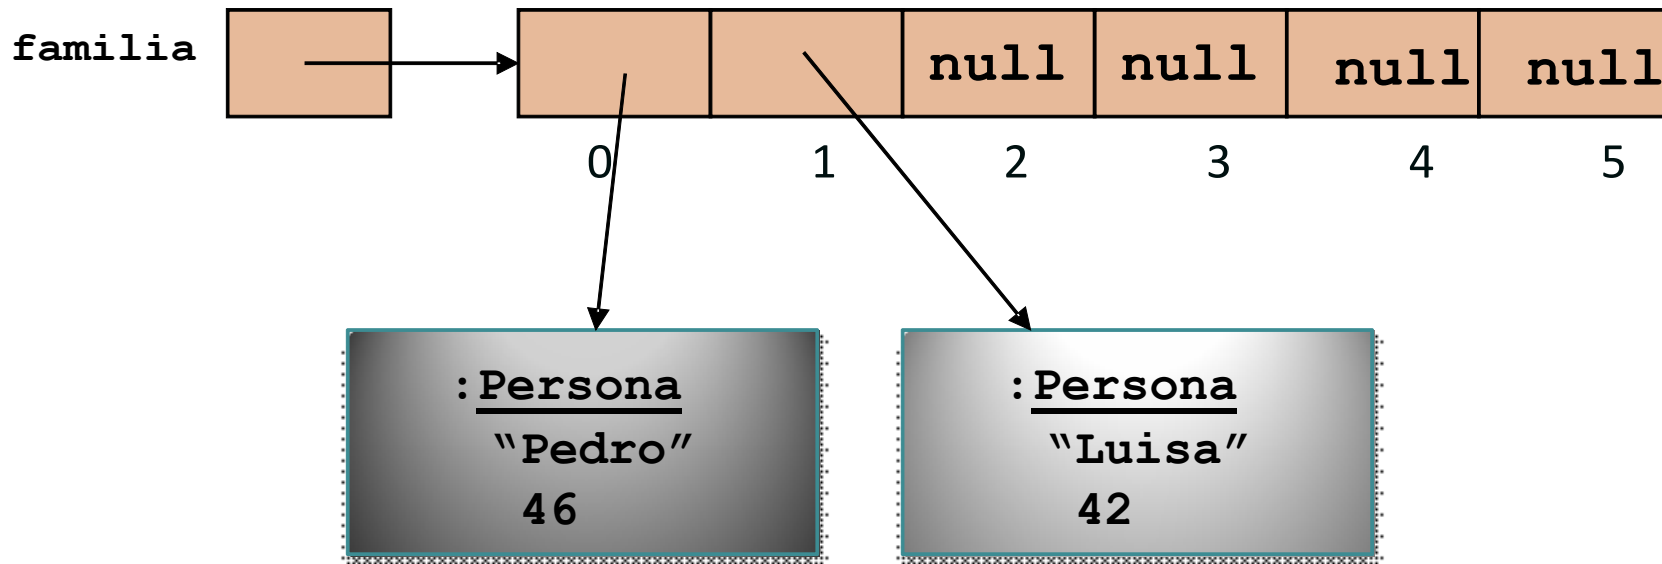 familia null null null null
0 1 2 3 4 5
:Persona :Persona
“Pedro” “Luisa”
46 42